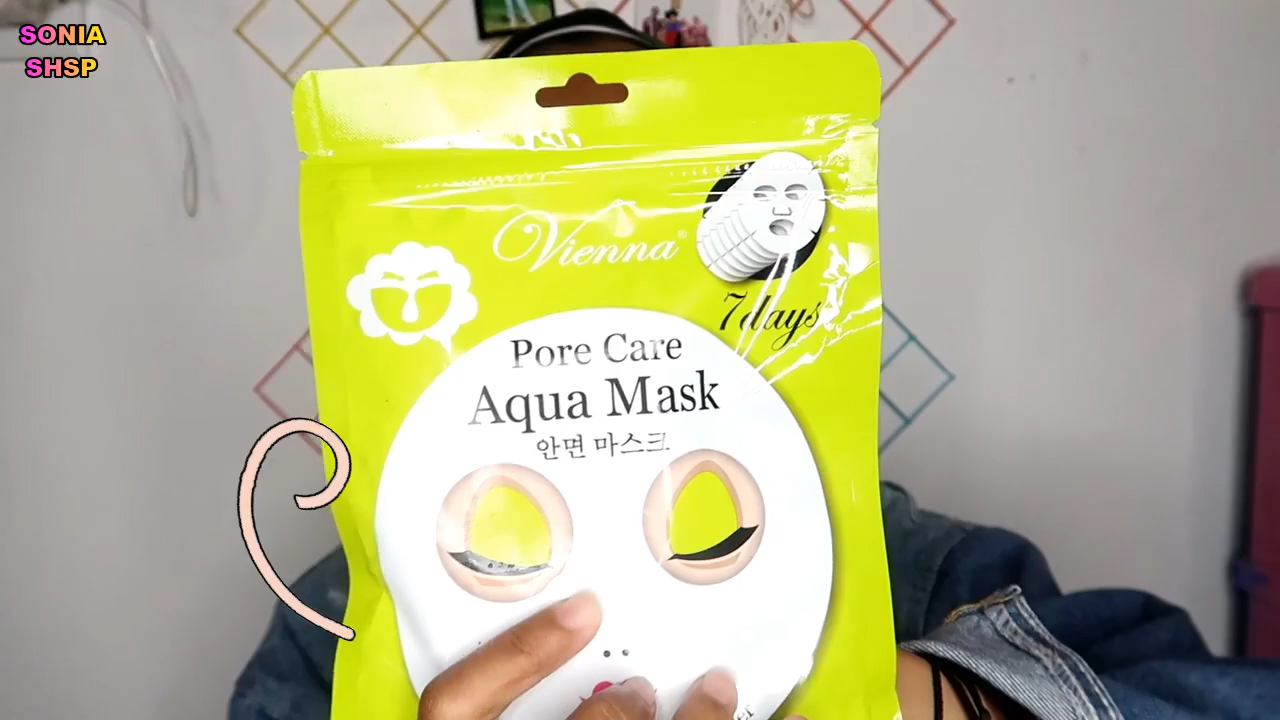 SONIA
SHSP
Vienna®
7days
Pore Care
Aqua Mask
안면 마스크